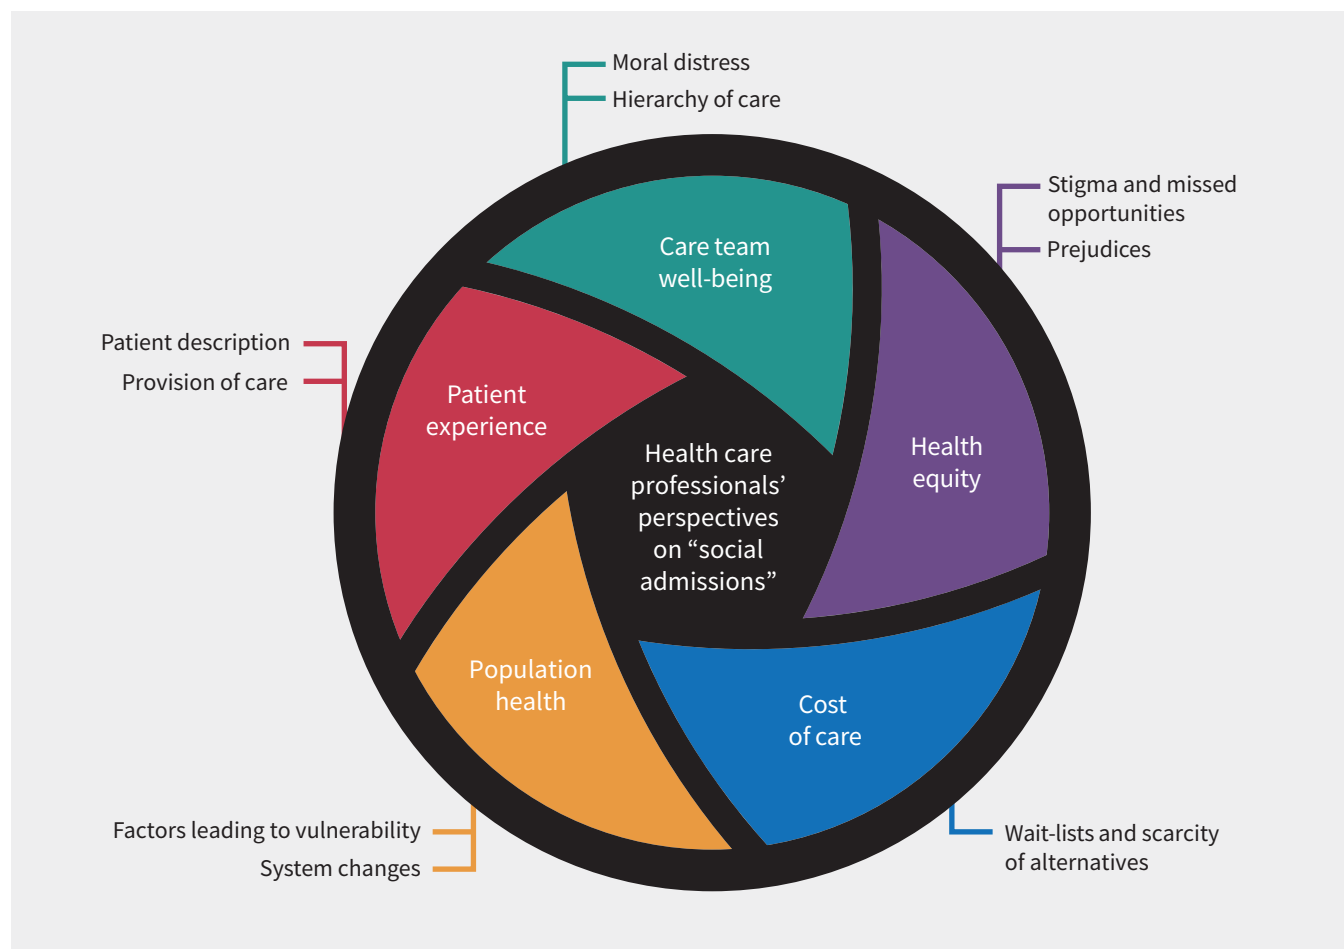 Moral distress
Hierarchy of care
Stigma and missed
opportunities
Prejudices
Care team
well-being
Patient description
Provision of care
Patient
experience
Health
equity
Health care
professionals’
perspectives
on “social
admissions”
Population
health
Cost
of care
Factors leading to vulnerability
System changes
Wait-lists and scarcity
of alternatives